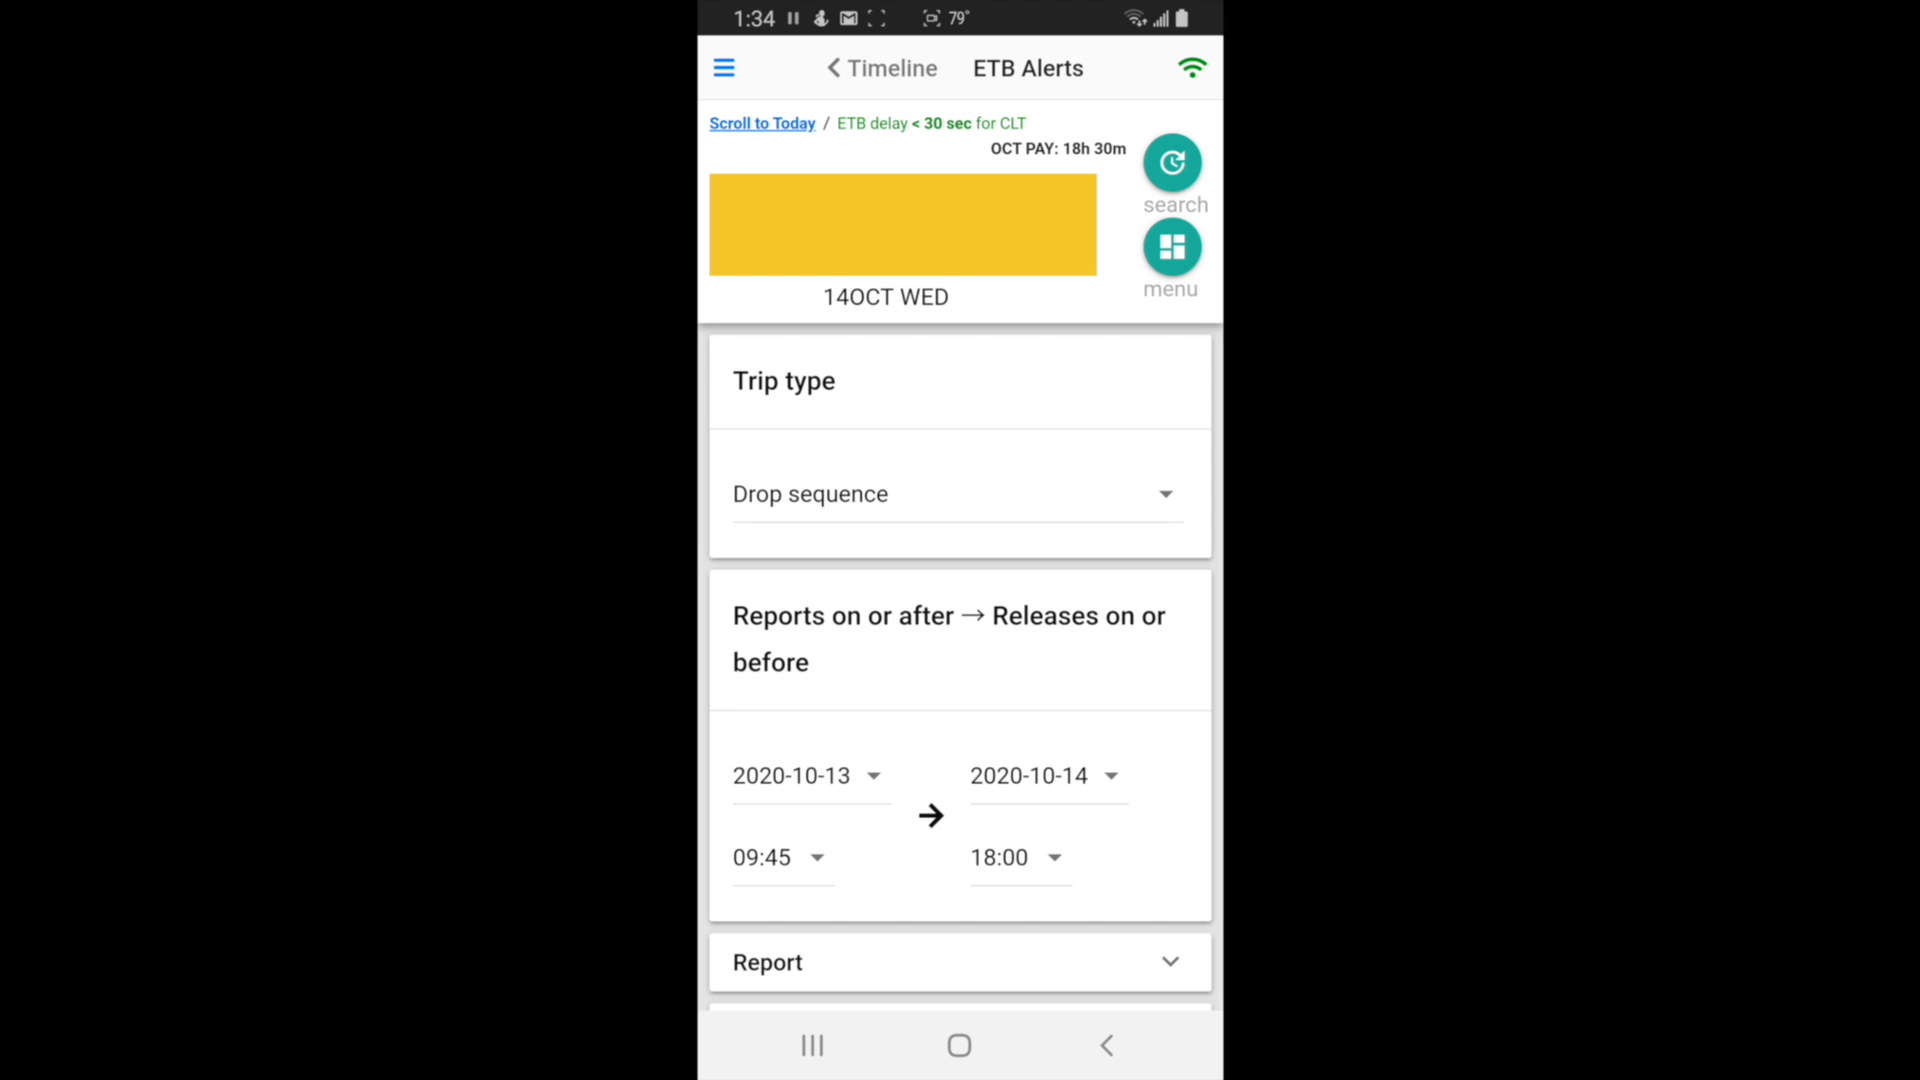 1:34 79°
Timeline ETB Alerts
Scroll to Today / ETB delay < 30 sec for CLT
OCT PAY: 18h 30m
search
menu
14OCT WED
Trip type
Drop sequence
Reports on or after → Releases on or
before
2020-10-13 2020-10-14
09:45 18:00
Report